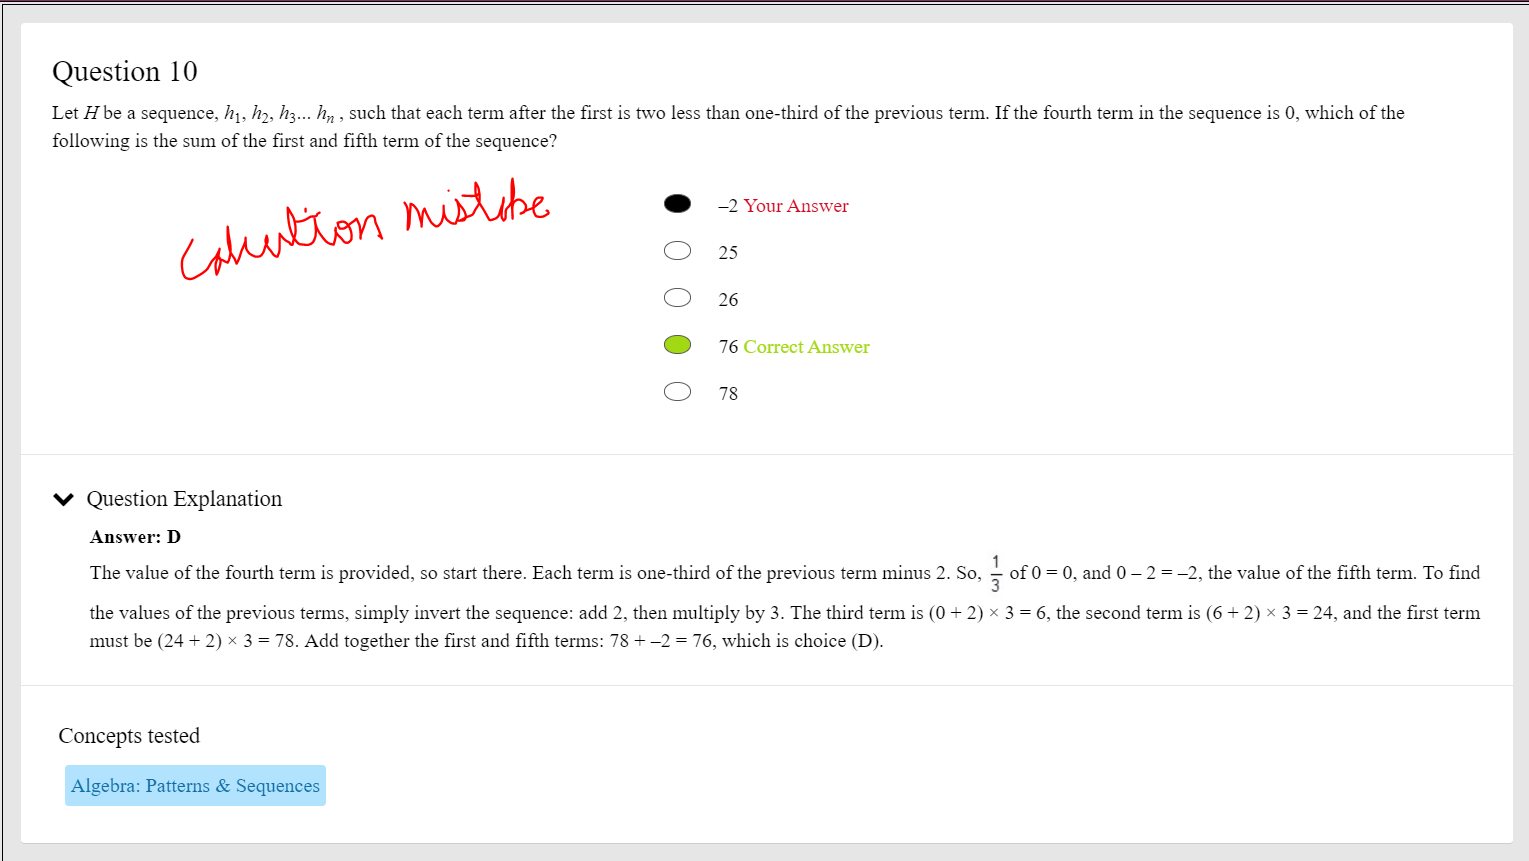 Question 10
Let H be a sequence, h₁, h₂, h₃... hₙ , such that each term after the first is two less than one-third of the previous term. If the fourth term in the sequence is 0, which of the
following is the sum of the first and fifth term of the sequence?
Calculation mistake
–2 Your Answer
25
26
76 Correct Answer
78
Question Explanation
Answer: D
The value of the fourth term is provided, so start there. Each term is one-third of the previous term minus 2. So, 1/3 of 0 = 0, and 0 – 2 = –2, the value of the fifth term. To find
the values of the previous terms, simply invert the sequence: add 2, then multiply by 3. The third term is (0 + 2) × 3 = 6, the second term is (6 + 2) × 3 = 24, and the first term
must be (24 + 2) × 3 = 78. Add together the first and fifth terms: 78 + –2 = 76, which is choice (D).
Concepts tested
Algebra: Patterns & Sequences